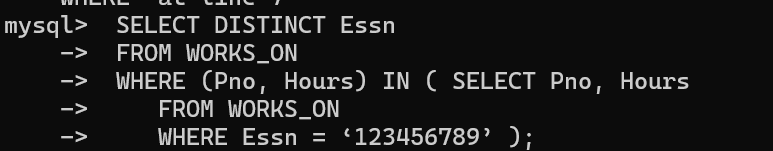 mysql>  SELECT DISTINCT Essn
    ->  FROM WORKS_ON
    ->  WHERE (Pno, Hours) IN ( SELECT Pno, Hours
    ->     FROM WORKS_ON
    ->     WHERE Essn = ‘123456789’ );